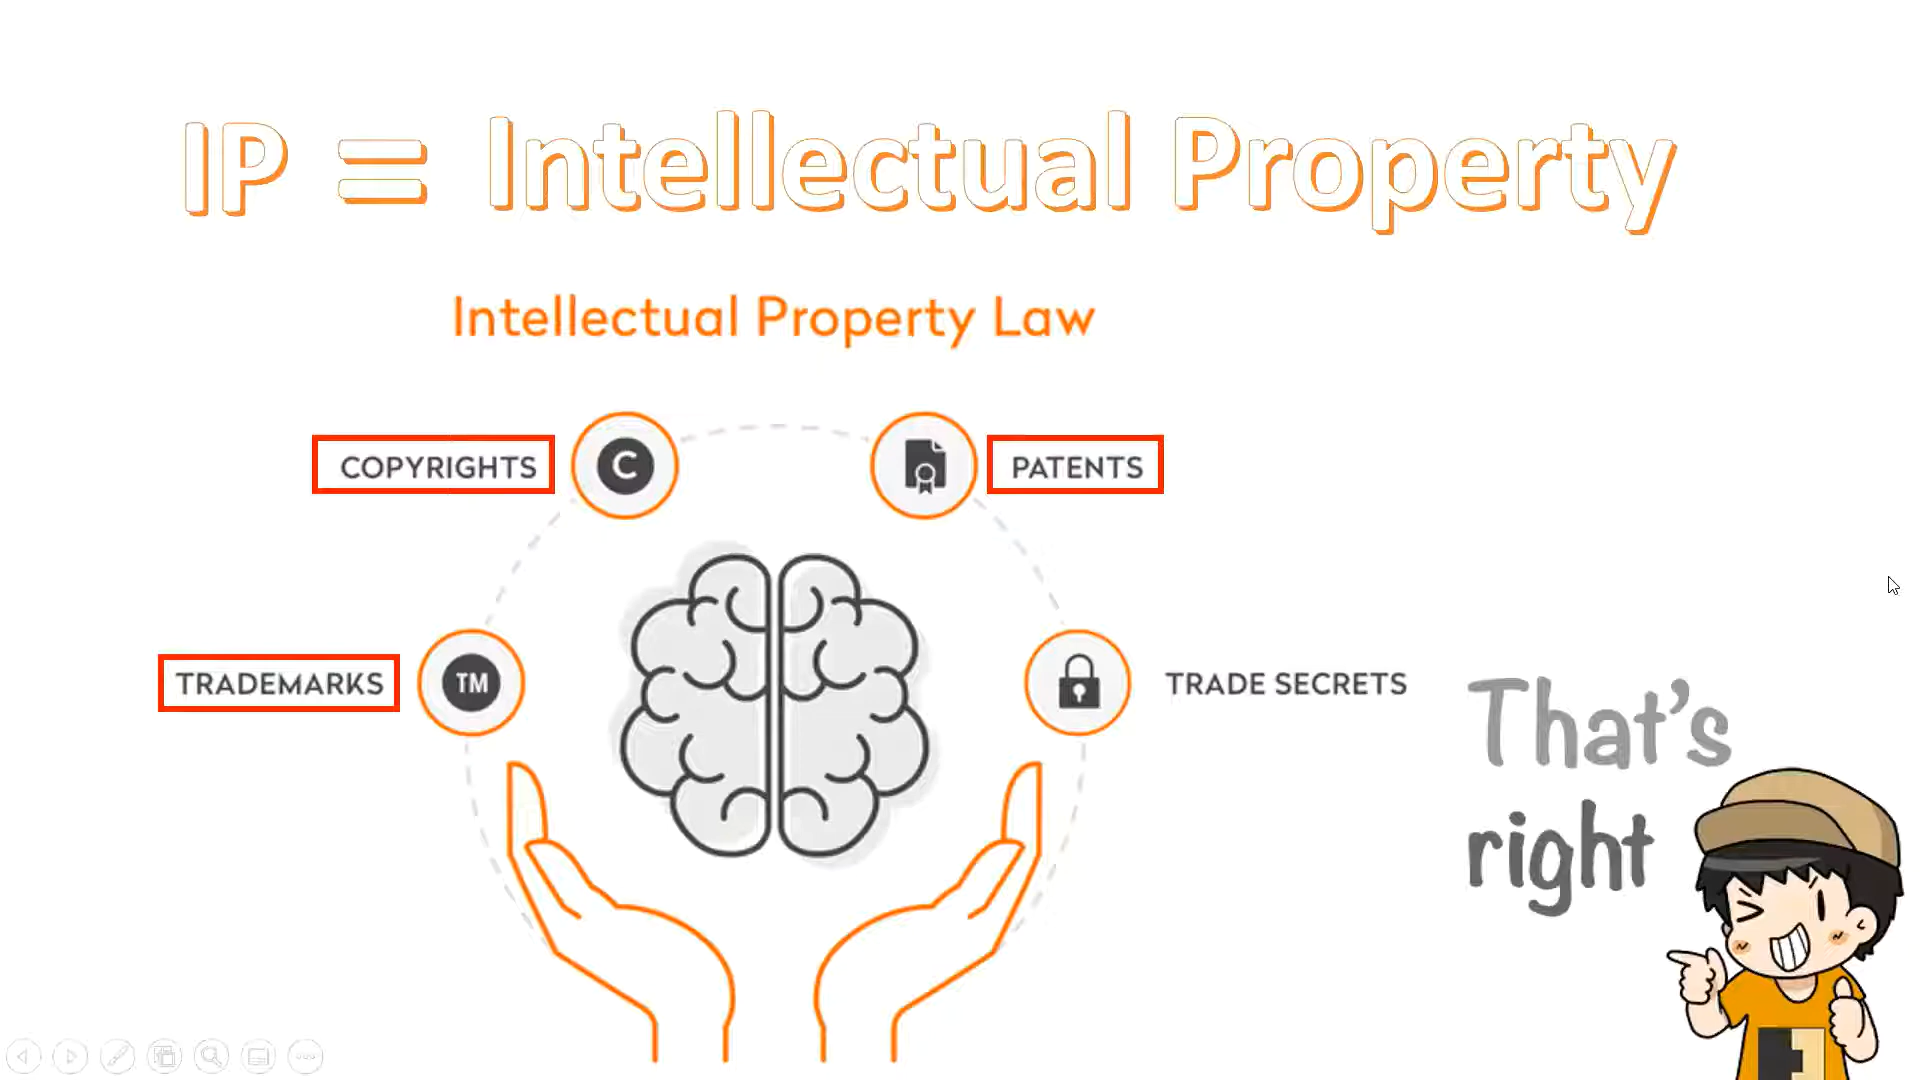 IP = Intellectual Property
Intellectual Property Law
COPYRIGHTS C PATENTS
TRADEMARKS TM TRADE SECRETS
That's
right